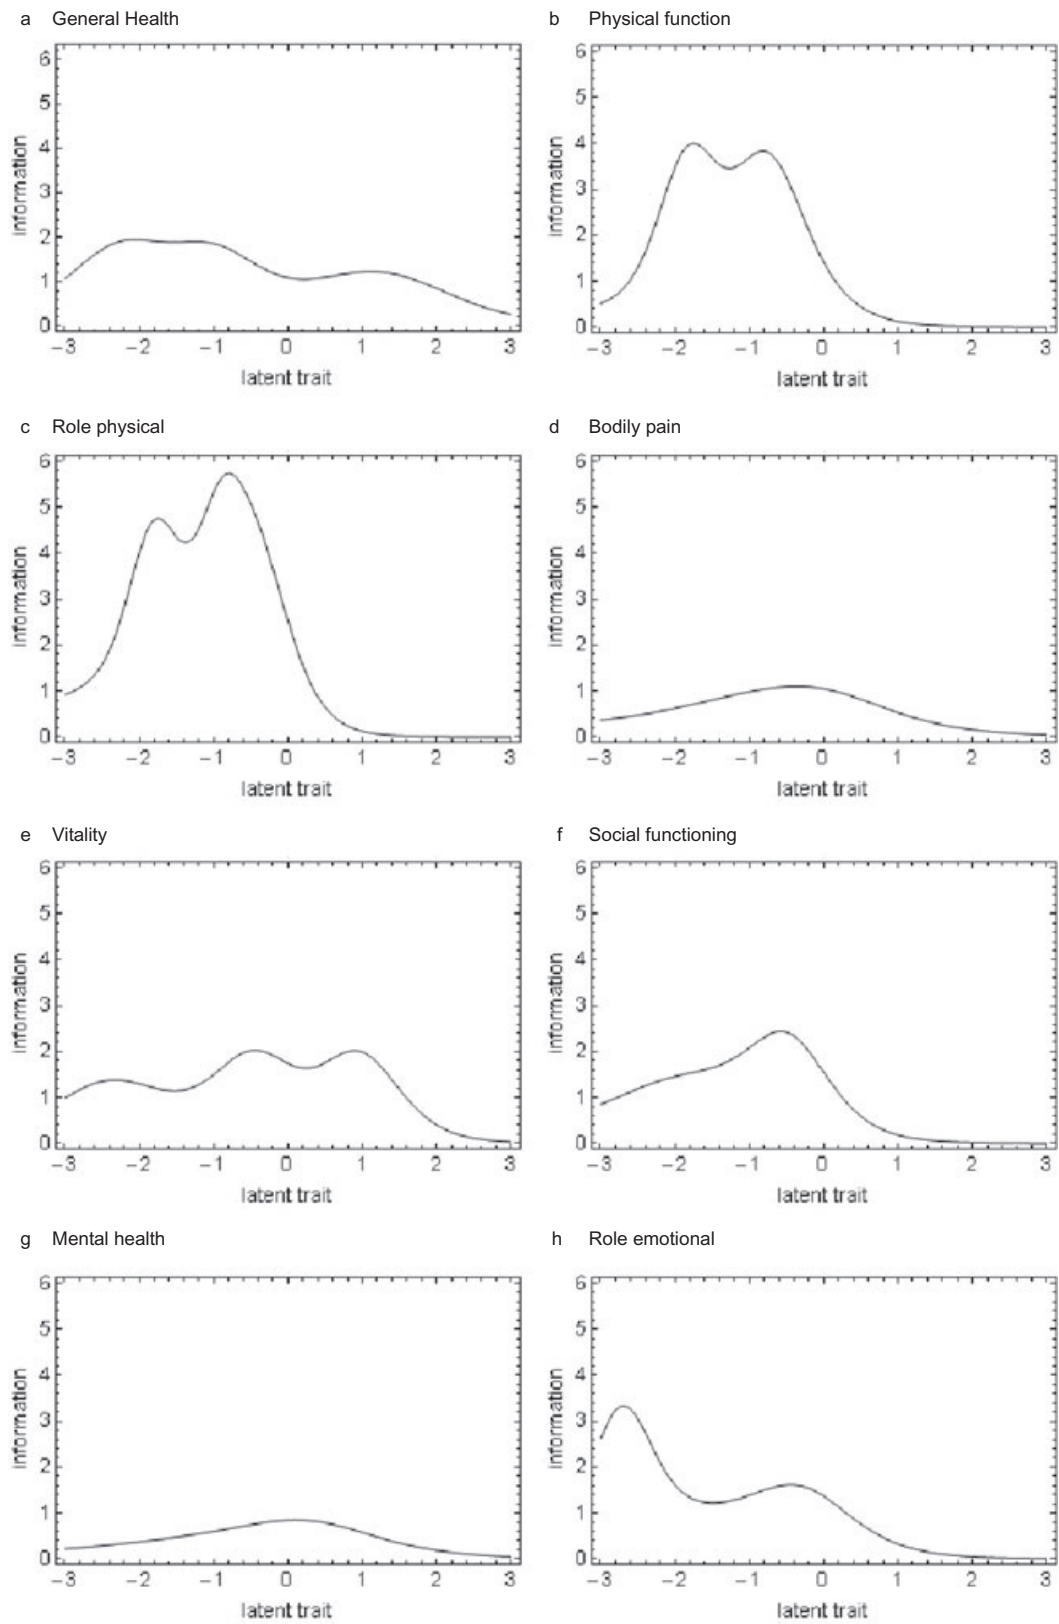 a General Health
b Physical function
information
6
5
4
3
2
1
0
−3 −2 −1 0 1 2 3
latent trait
information
6
5
4
3
2
1
0
−3 −2 −1 0 1 2 3
latent trait
c Role physical
d Bodily pain
information
6
5
4
3
2
1
0
−3 −2 −1 0 1 2 3
latent trait
information
6
5
4
3
2
1
0
−3 −2 −1 0 1 2 3
latent trait
e Vitality
f Social functioning
information
6
5
4
3
2
1
0
−3 −2 −1 0 1 2 3
latent trait
information
6
5
4
3
2
1
0
−3 −2 −1 0 1 2 3
latent trait
g Mental health
h Role emotional
information
6
5
4
3
2
1
0
−3 −2 −1 0 1 2 3
latent trait
information
6
5
4
3
2
1
0
−3 −2 −1 0 1 2 3
latent trait